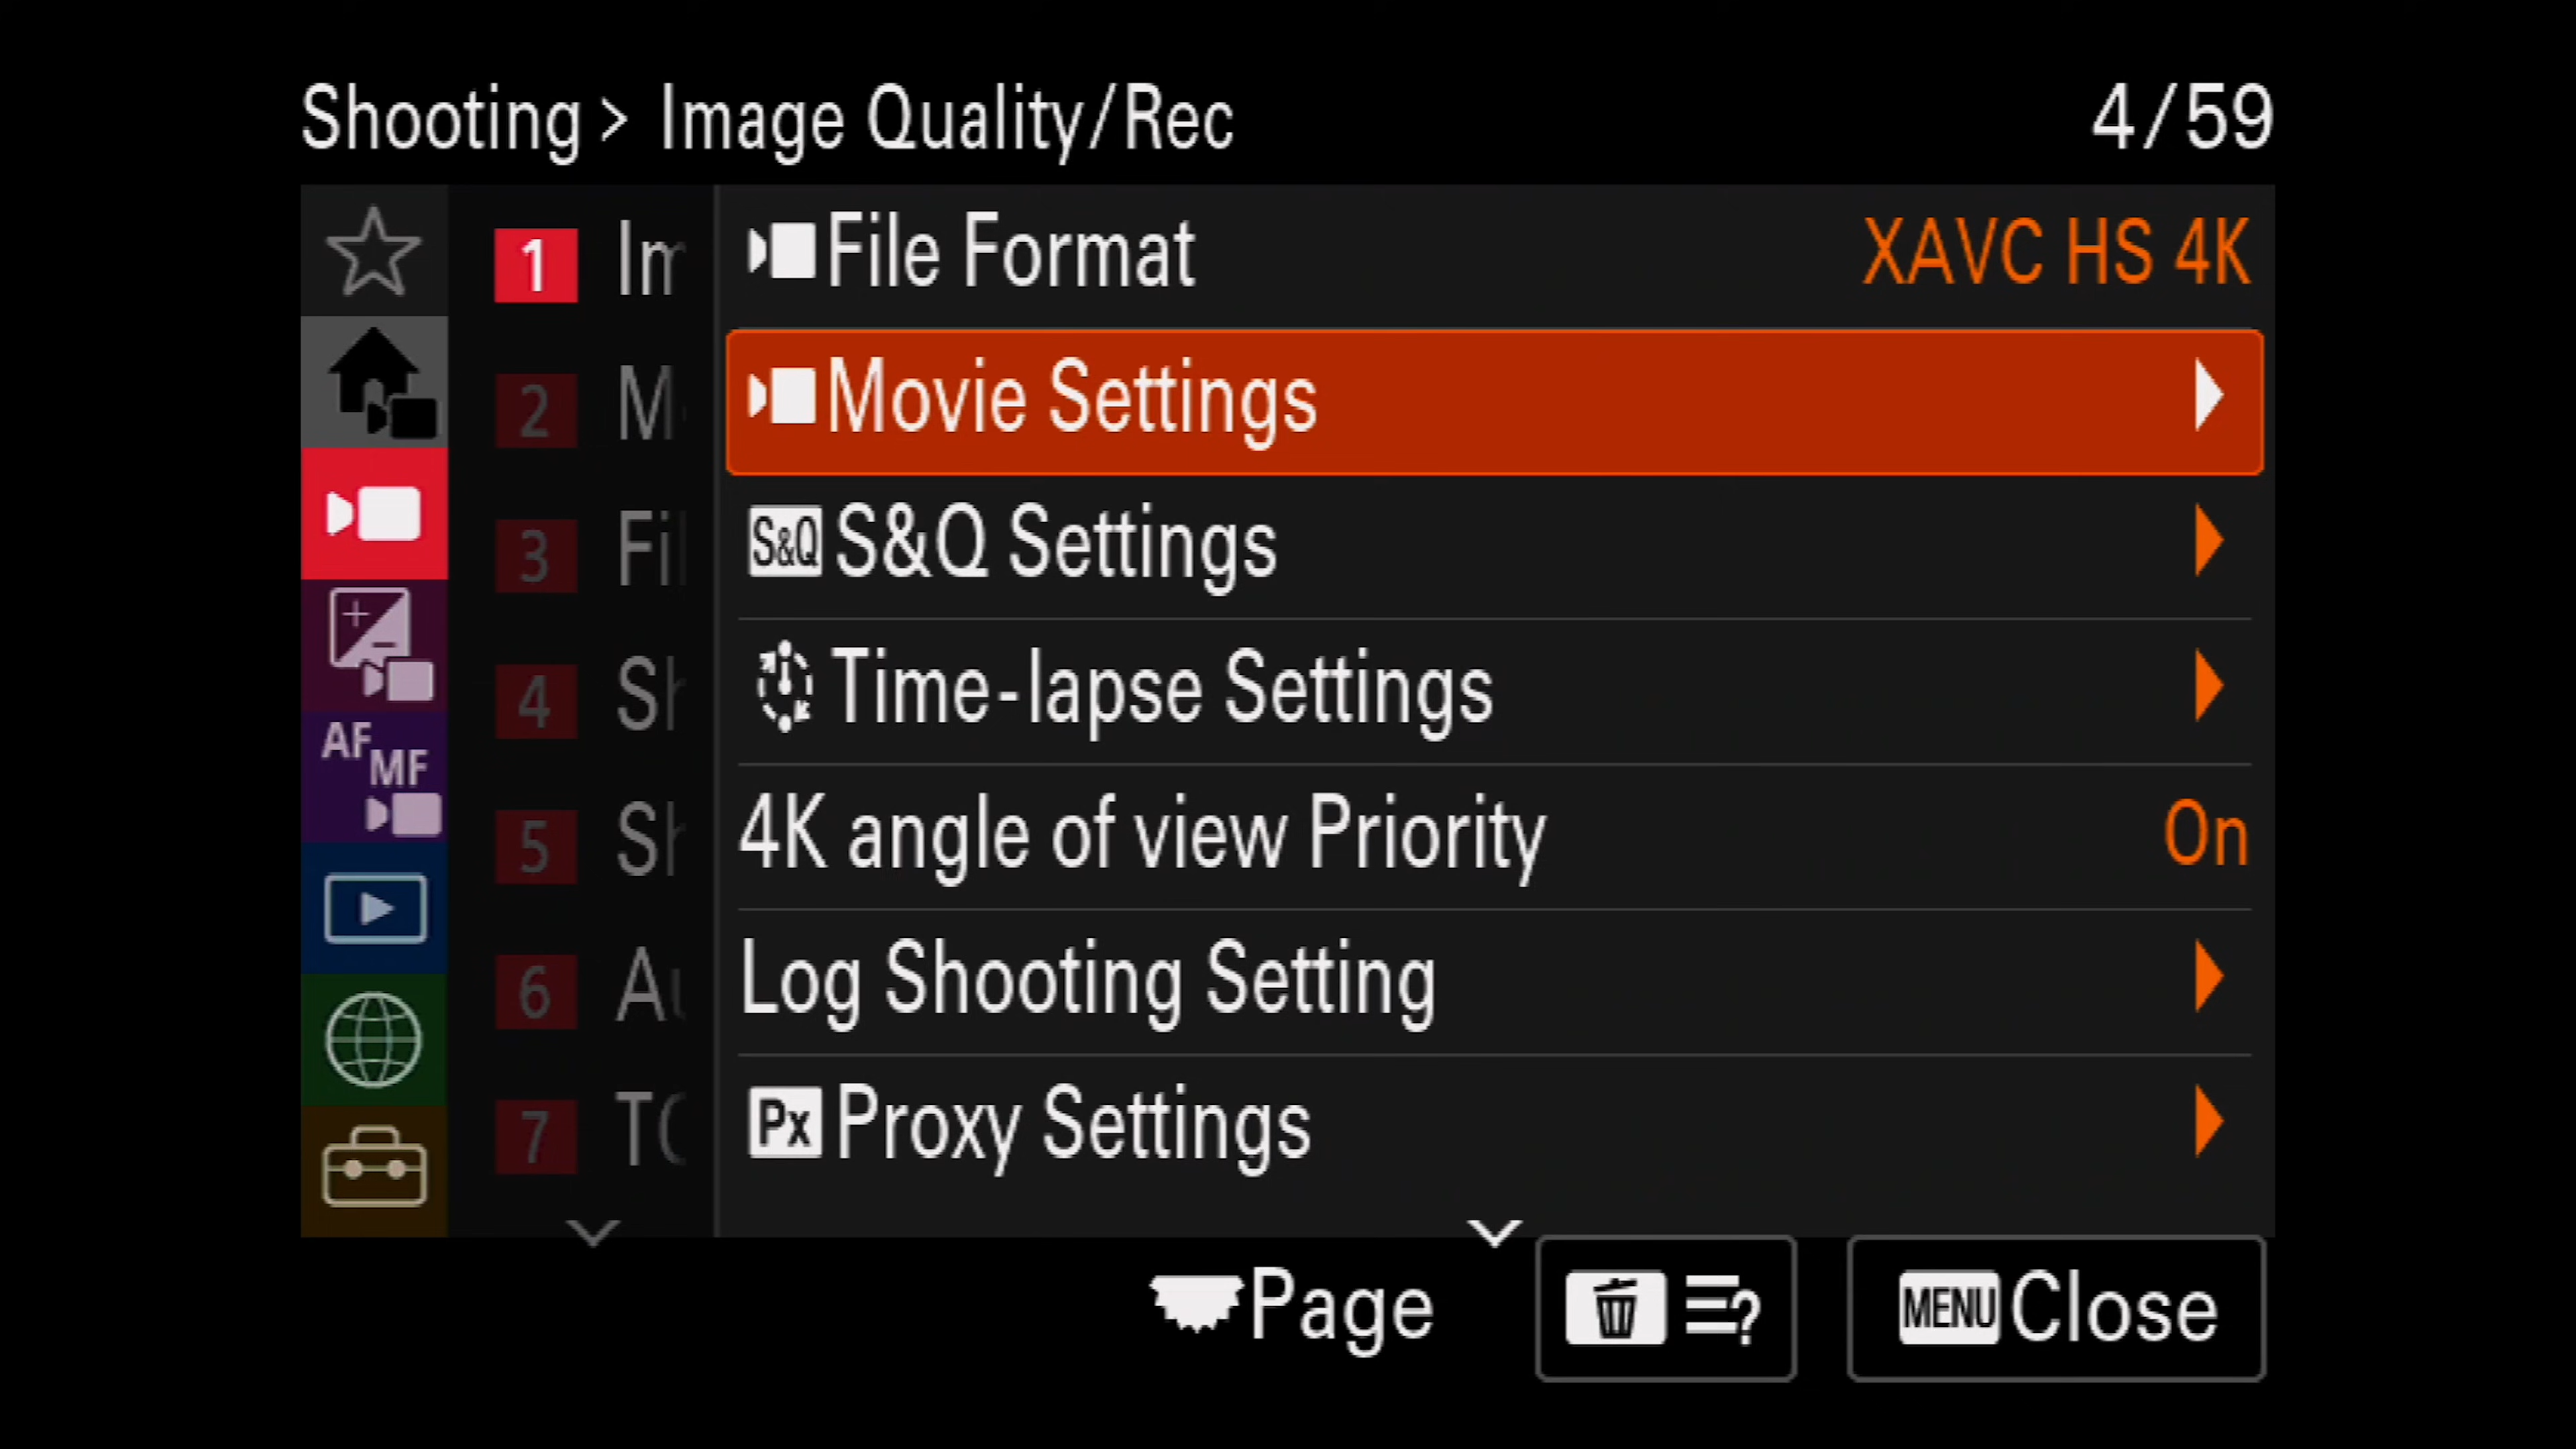 Shooting > Image Quality/Rec
4/59
1
2
3
4
5
6
7
AF
MF
File Format
XAVC HS 4K
Movie Settings
S&Q S&Q Settings
Time-lapse Settings
4K angle of view Priority
On
Log Shooting Setting
Px Proxy Settings
Page
?
MENU Close